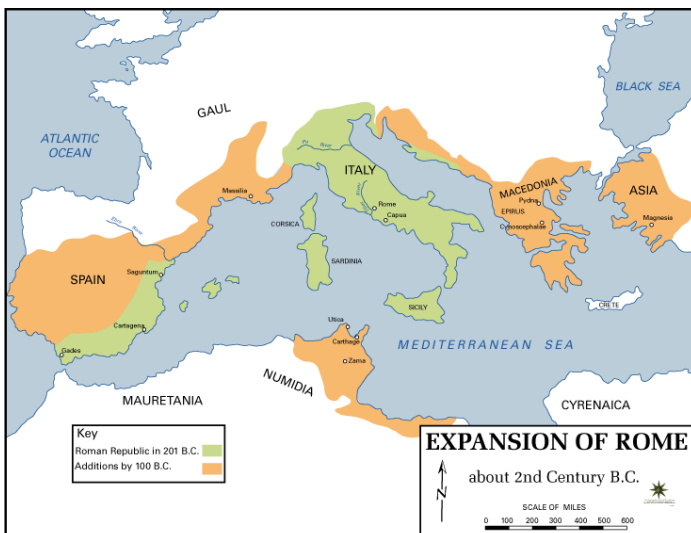 BLACK SEA
GAUL
ATLANTIC
OCEAN
Po River
ITALY
MACEDONIA
ASIA
Massilia
Pydna
Rome
EPIRUS
Capua
Magnesia
CORSICA
Cynoscephalae
Ebro River
SARDINIA
SPAIN
Saguntum
SICILY
CRETE
Utica
Cartagena
Carthage
MEDITERRANEAN SEA
Gades
Zama
NUMIDIA
MAURETANIA
CYRENAICA
Key
Roman Republic in 201 B.C.
Additions by 100 B.C.
EXPANSION OF ROME
about 2nd Century B.C.
N
SCALE OF MILES
0 100 200 300 400 500 600